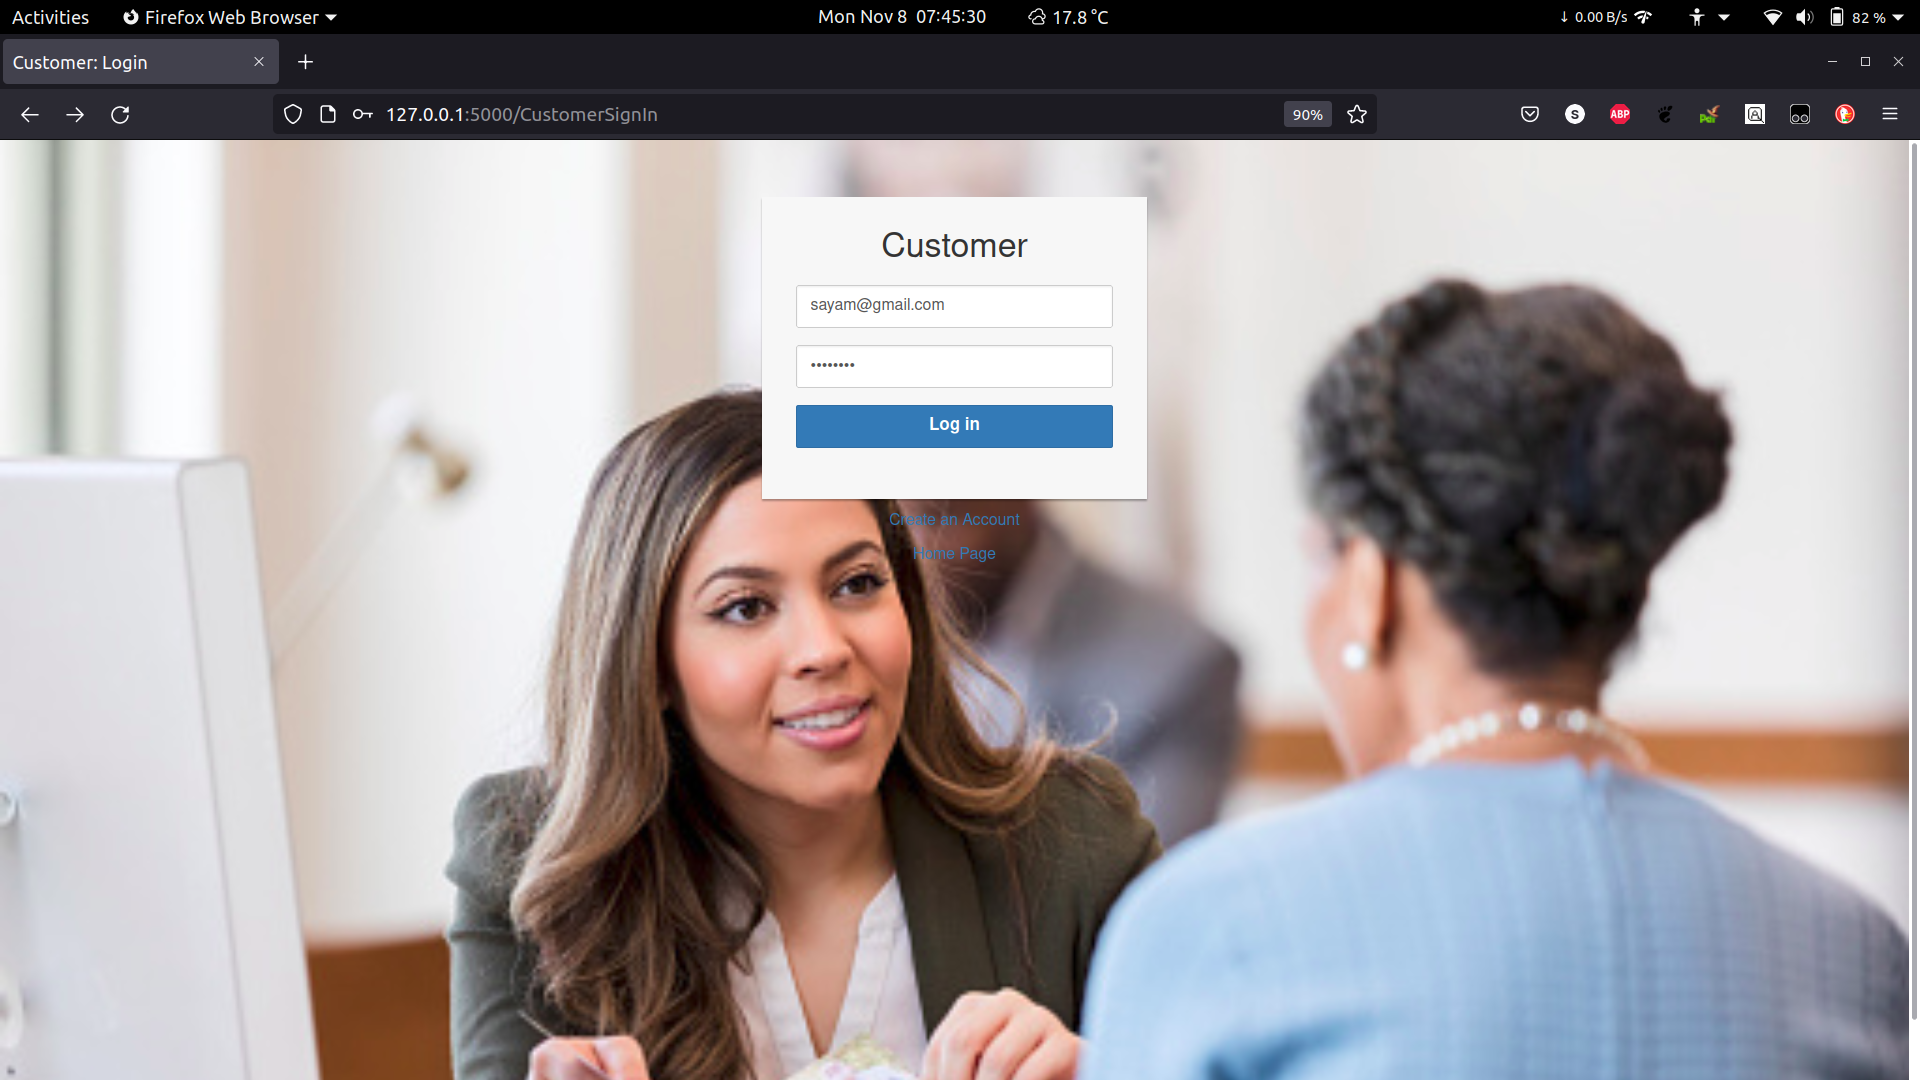 Activities Firefox Web Browser Mon Nov 8 07:45:30 17.8 °C ↓ 0.00 B/s 82 %
Customer: Login
127.0.0.1:5000/CustomerSignIn 90% S ABP
Customer
sayam@gmail.com
••••••••
Log in
Create an Account
Home Page